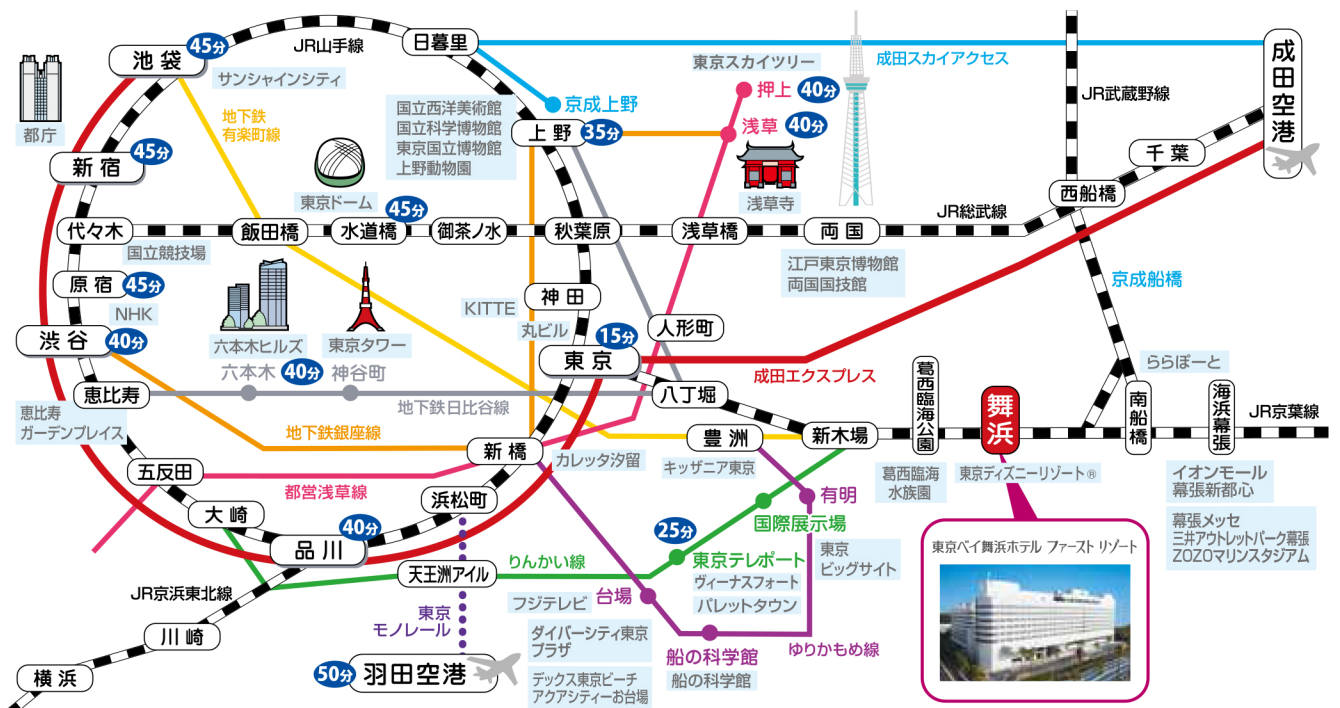 池袋
45分
サンシャインシティ
JR山手線
日暮里
成田スカイアクセス
成田空港
都庁
地下鉄
有楽町線
国立西洋美術館
国立科学博物館
東京国立博物館
上野動物園
京成上野
上野
35分
東京スカイツリー
押上
40分
浅草
40分
浅草寺
JR武蔵野線
千葉
西船橋
新宿
45分
東京ドーム
45分
JR総武線
代々木
飯田橋
水道橋
御茶ノ水
秋葉原
浅草橋
両国
国立競技場
江戸東京博物館
両国国技館
京成船橋
原宿
45分
NHK
KITTE
神田
丸ビル
人形町
渋谷
40分
六本木ヒルズ
東京タワー
15分
東京
成田エクスプレス
六本木
40分
神谷町
恵比寿
地下鉄日比谷線
八丁堀
葛西臨海公園
舞浜
ららぽーと
南船橋
海浜幕張
JR京葉線
恵比寿
ガーデンプレイス
地下鉄銀座線
新橋
カレッタ汐留
豊洲
キッザニア東京
新木場
葛西臨海
水族園
東京ディズニーリゾート®
イオンモール
幕張新都心
幕張メッセ
三井アウトレットパーク幕張
ZOZOマリンスタジアム
五反田
都営浅草線
浜松町
有明
国際展示場
大崎
40分
品川
25分
東京テレポート
ヴィーナスフォート
パレットタウン
東京
ビッグサイト
東京ベイ舞浜ホテル ファースト リゾート
JR京浜東北線
天王洲アイル
りんかい線
台場
フジテレビ
東京
モノレール
ダイバーシティ東京
プラザ
川崎
船の科学館
船の科学館
ゆりかもめ線
横浜
50分
羽田空港
デックス東京ビーチ
アクアシティーお台場